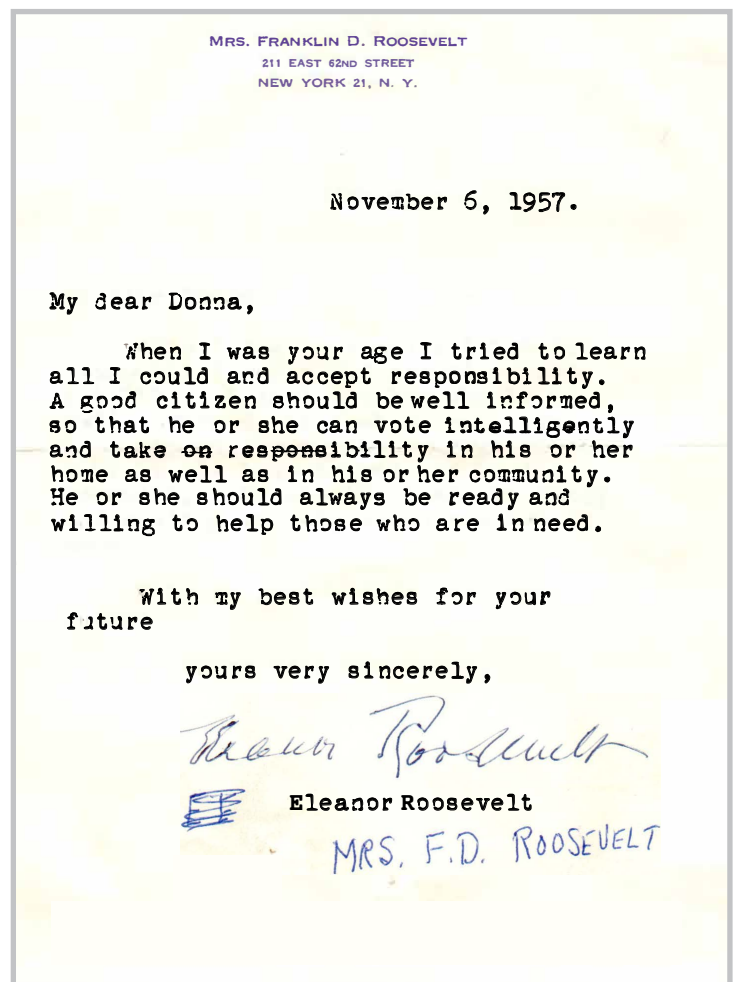 MRS. FRANKLIN D. ROOSEVELT
211 EAST 62ND STREET
NEW YORK 21, N. Y.
November 6, 1957.
My dear Donna,
When I was your age I tried to learn
all I could and accept responsibility.
A good citizen should be well informed,
so that he or she can vote intelligently
and take on responsibility in his or her
home as well as in his or her community.
He or she should always be ready and
willing to help those who are in need.
With my best wishes for your
future
yours very sincerely,
Eleanor Roosevelt
Eleanor Roosevelt
MRS. F.D. ROOSEVELT